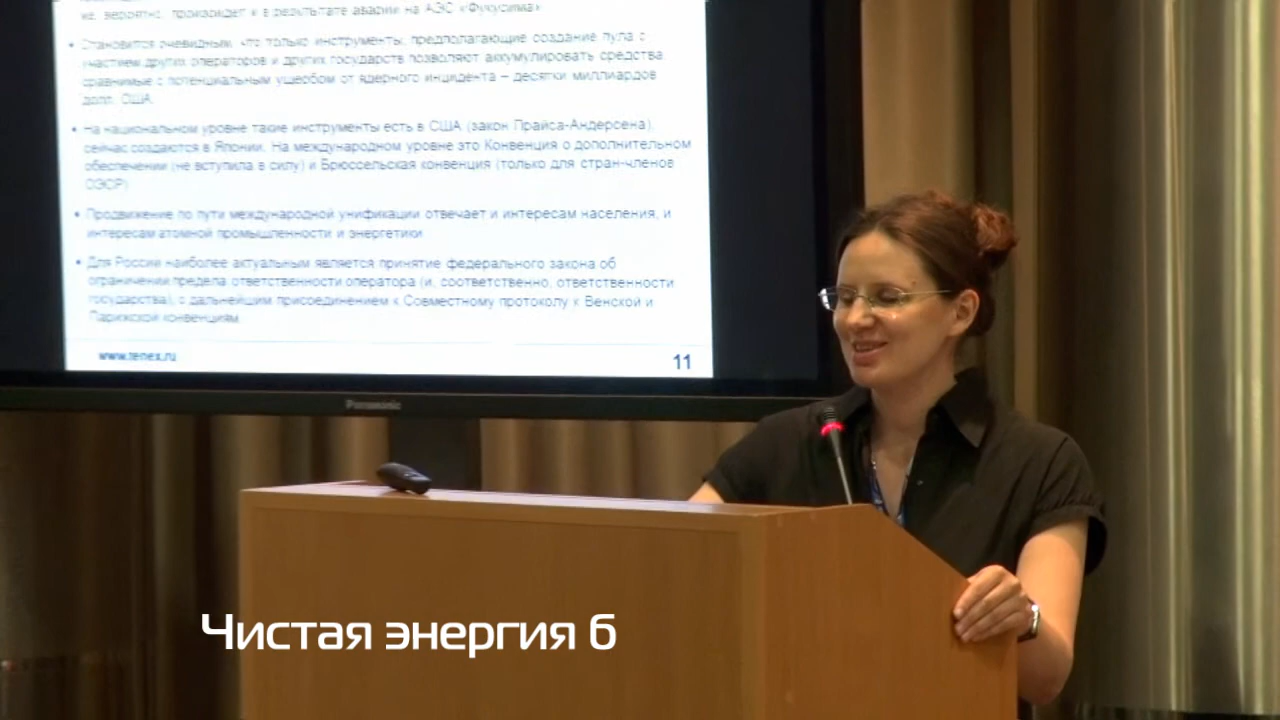 же, вероятно, произойдет и в результате аварии на АЭС «Фукусима»
• Становится очевидным, что только инструменты, предполагающие создание пула с
участием других операторов и других государств позволяют аккумулировать средства,
сравнимые с потенциальным ущербом от ядерного инцидента – десятки миллиардов
долл. США.
• На национальном уровне такие инструменты есть в США (закон Прайса-Андерсена),
сейчас создаются в Японии. На международном уровне это Конвенция о дополнительном
обеспечении (не вступила в силу) и Брюссельская конвенция (только для стран-членов
ОЭСР)
• Продвижение по пути международной унификации отвечает и интересам населения, и
интересам атомной промышленности и энергетики
• Для России наиболее актуальным является принятие федерального закона об
ограничении предела ответственности оператора (и, соответственно, ответственности
государства), с дальнейшим присоединением к Совместному протоколу к Венской и
Парижской конвенциям.
www.tenex.ru 11
Panasonic
Чистая энергия 6